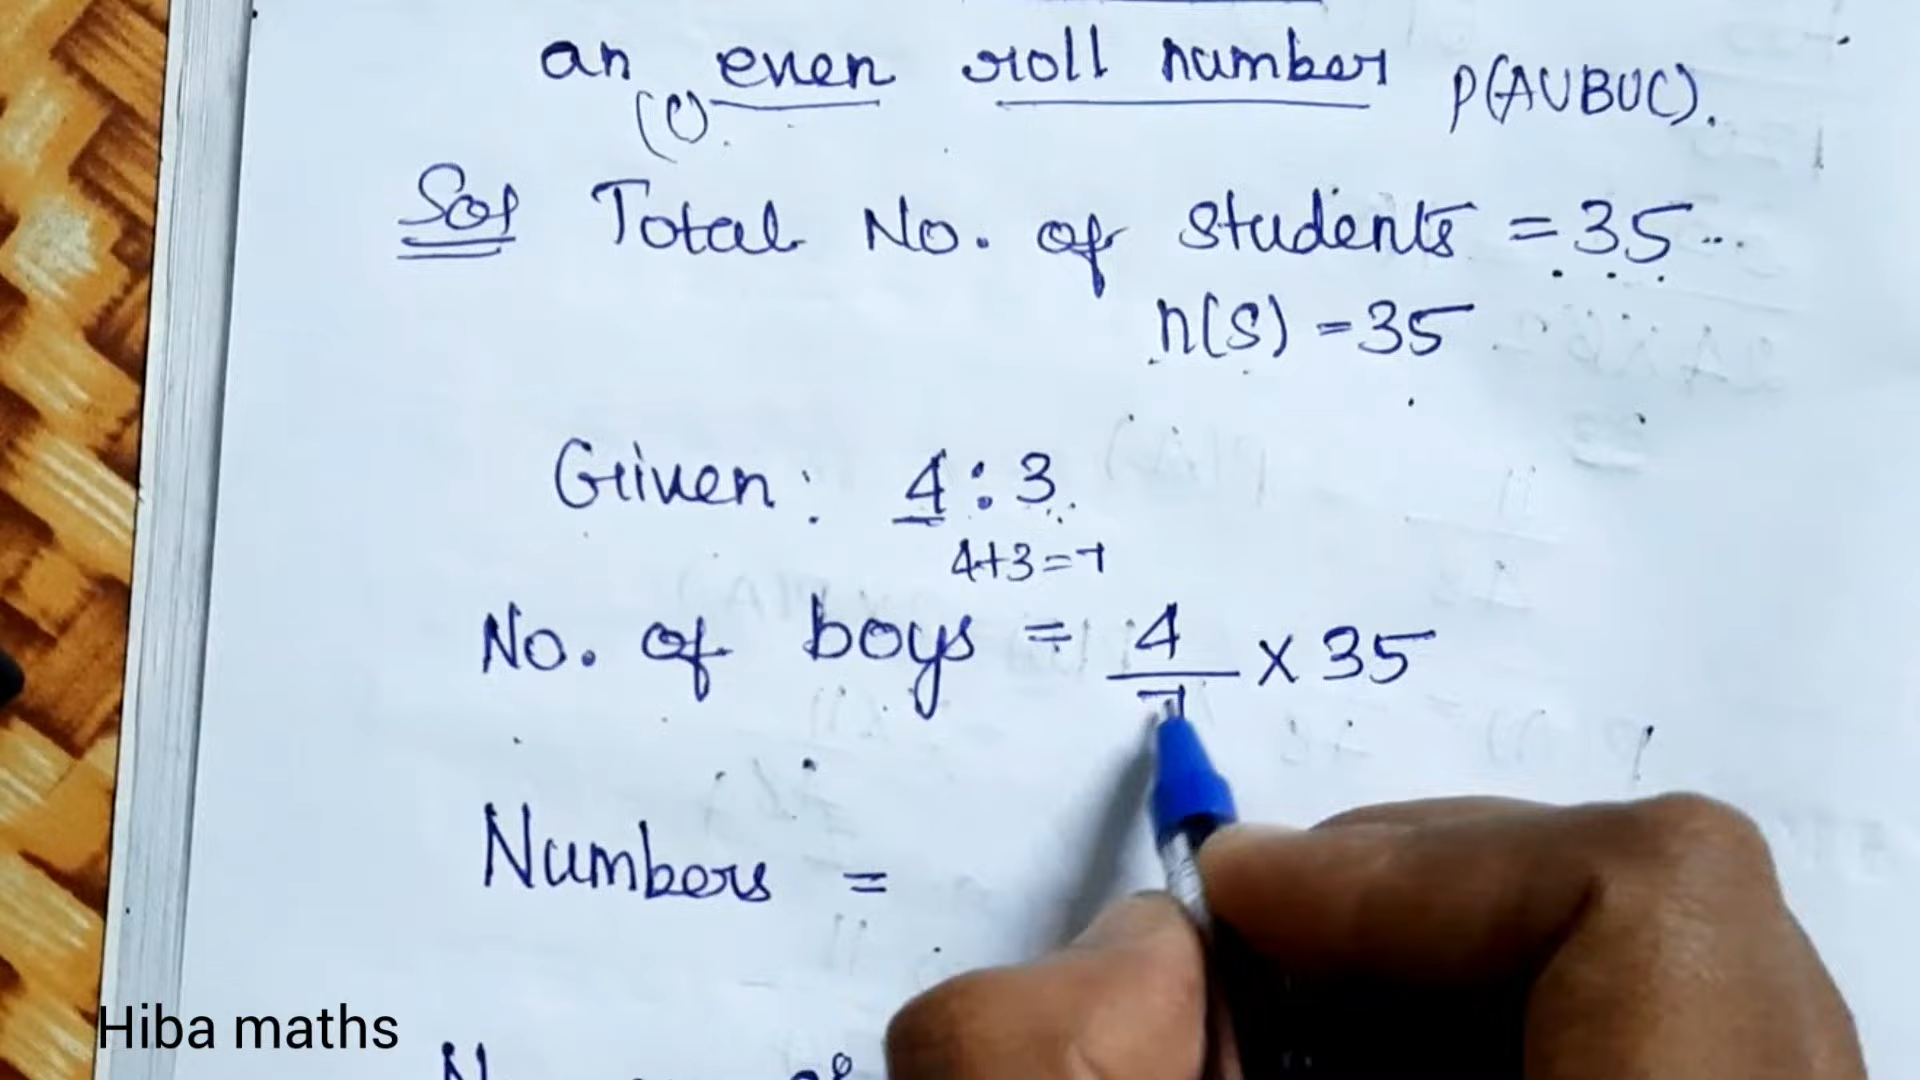 an even roll number P(AUBUC).
(C).
Sol Total No. of students = 35
n(S) = 35
Given: 4:3
4+3=7
No. of boys = 4/7 x 35
Numbers =
Hiba maths